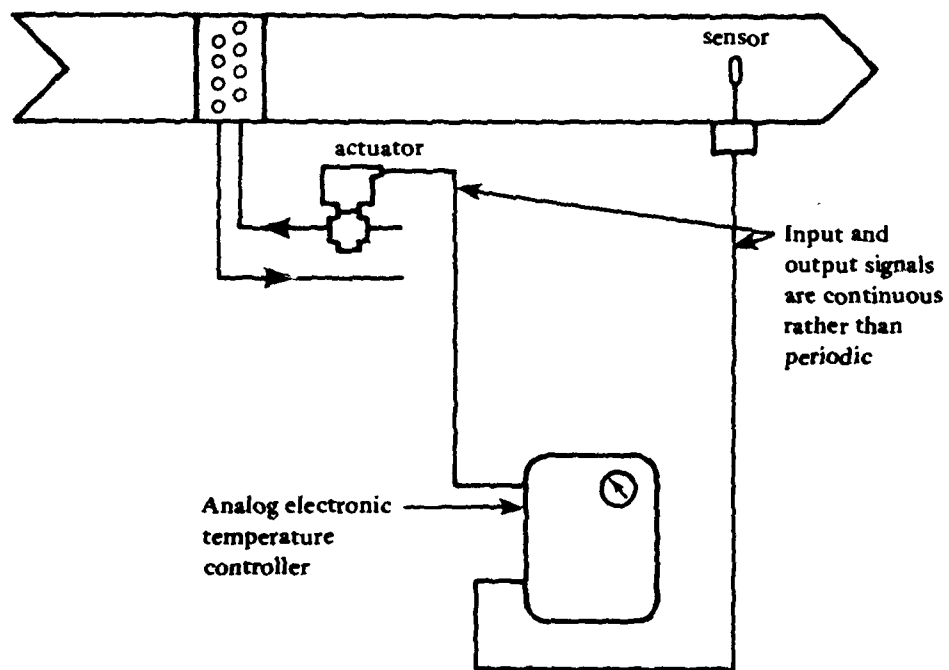 sensor
actuator
Input and
output signals
are continuous
rather than
periodic
Analog electronic
temperature
controller